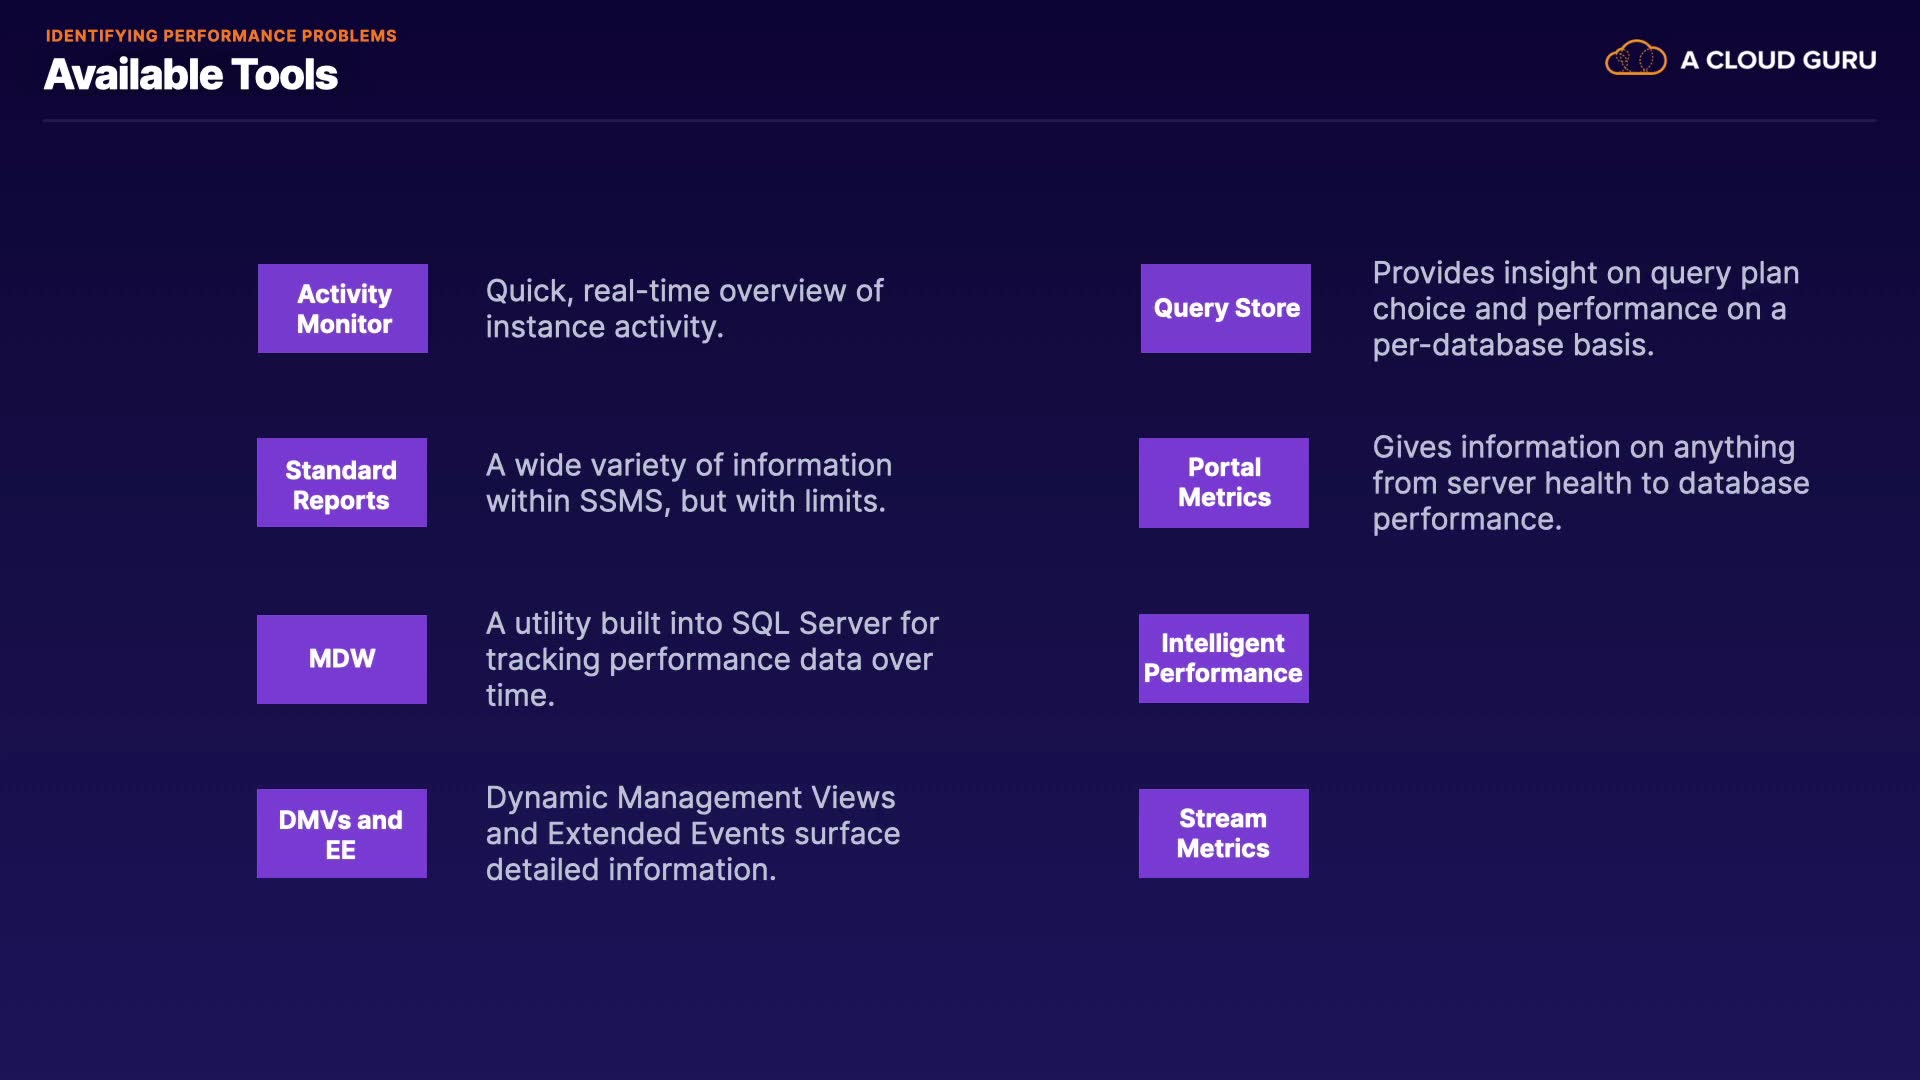 IDENTIFYING PERFORMANCE PROBLEMS
Available Tools
A CLOUD GURU
Activity
Monitor
Quick, real-time overview of
instance activity.
Standard
Reports
A wide variety of information
within SSMS, but with limits.
MDW
A utility built into SQL Server for
tracking performance data over
time.
DMVs and
EE
Dynamic Management Views
and Extended Events surface
detailed information.
Query Store
Provides insight on query plan
choice and performance on a
per-database basis.
Portal
Metrics
Gives information on anything
from server health to database
performance.
Intelligent
Performance
Stream
Metrics